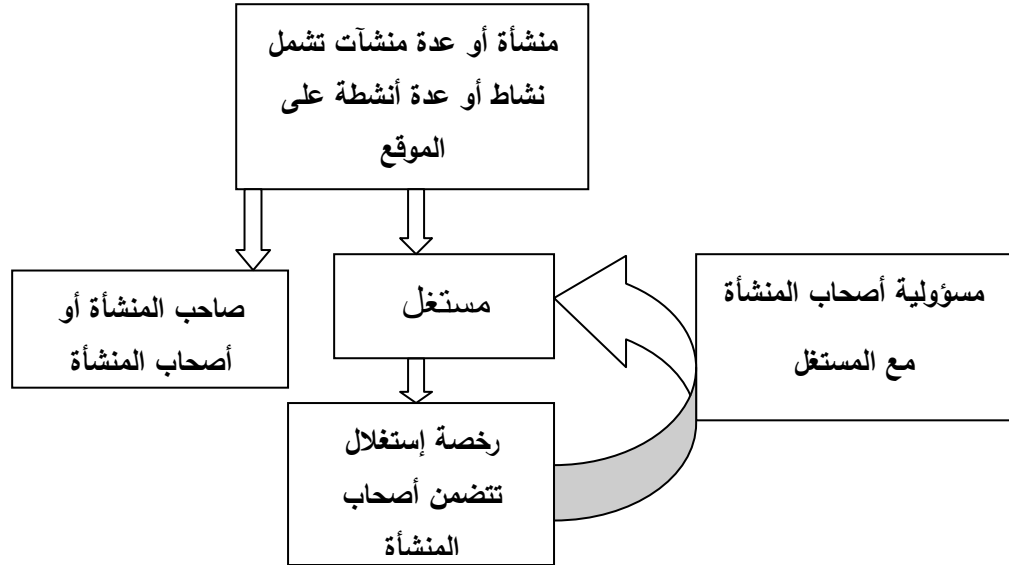 منشأة أو عدة منشآت تشمل
نشاط أو عدة أنشطة على
الموقع
مسؤولية أصحاب المنشأة
مع المستغل
مستغل
صاحب المنشأة أو
أصحاب المنشأة
رخصة إستغلال
تتضمن أصحاب
المنشأة